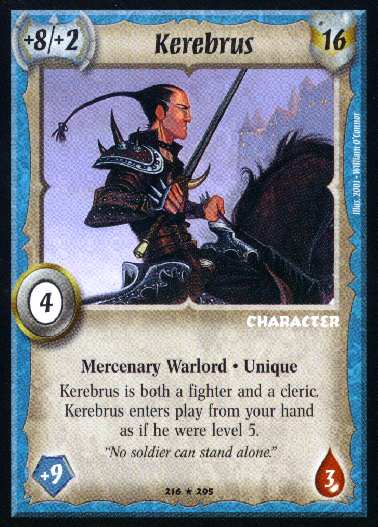 +8/+2
Kerebrus
16
Illus. 2001 • William O'Connor
4
CHARACTER
Mercenary Warlord • Unique
Kerebrus is both a fighter and a cleric.
Kerebrus enters play from your hand
as if he were level 5.
"No soldier can stand alone."
+9
216 ★ 295
3